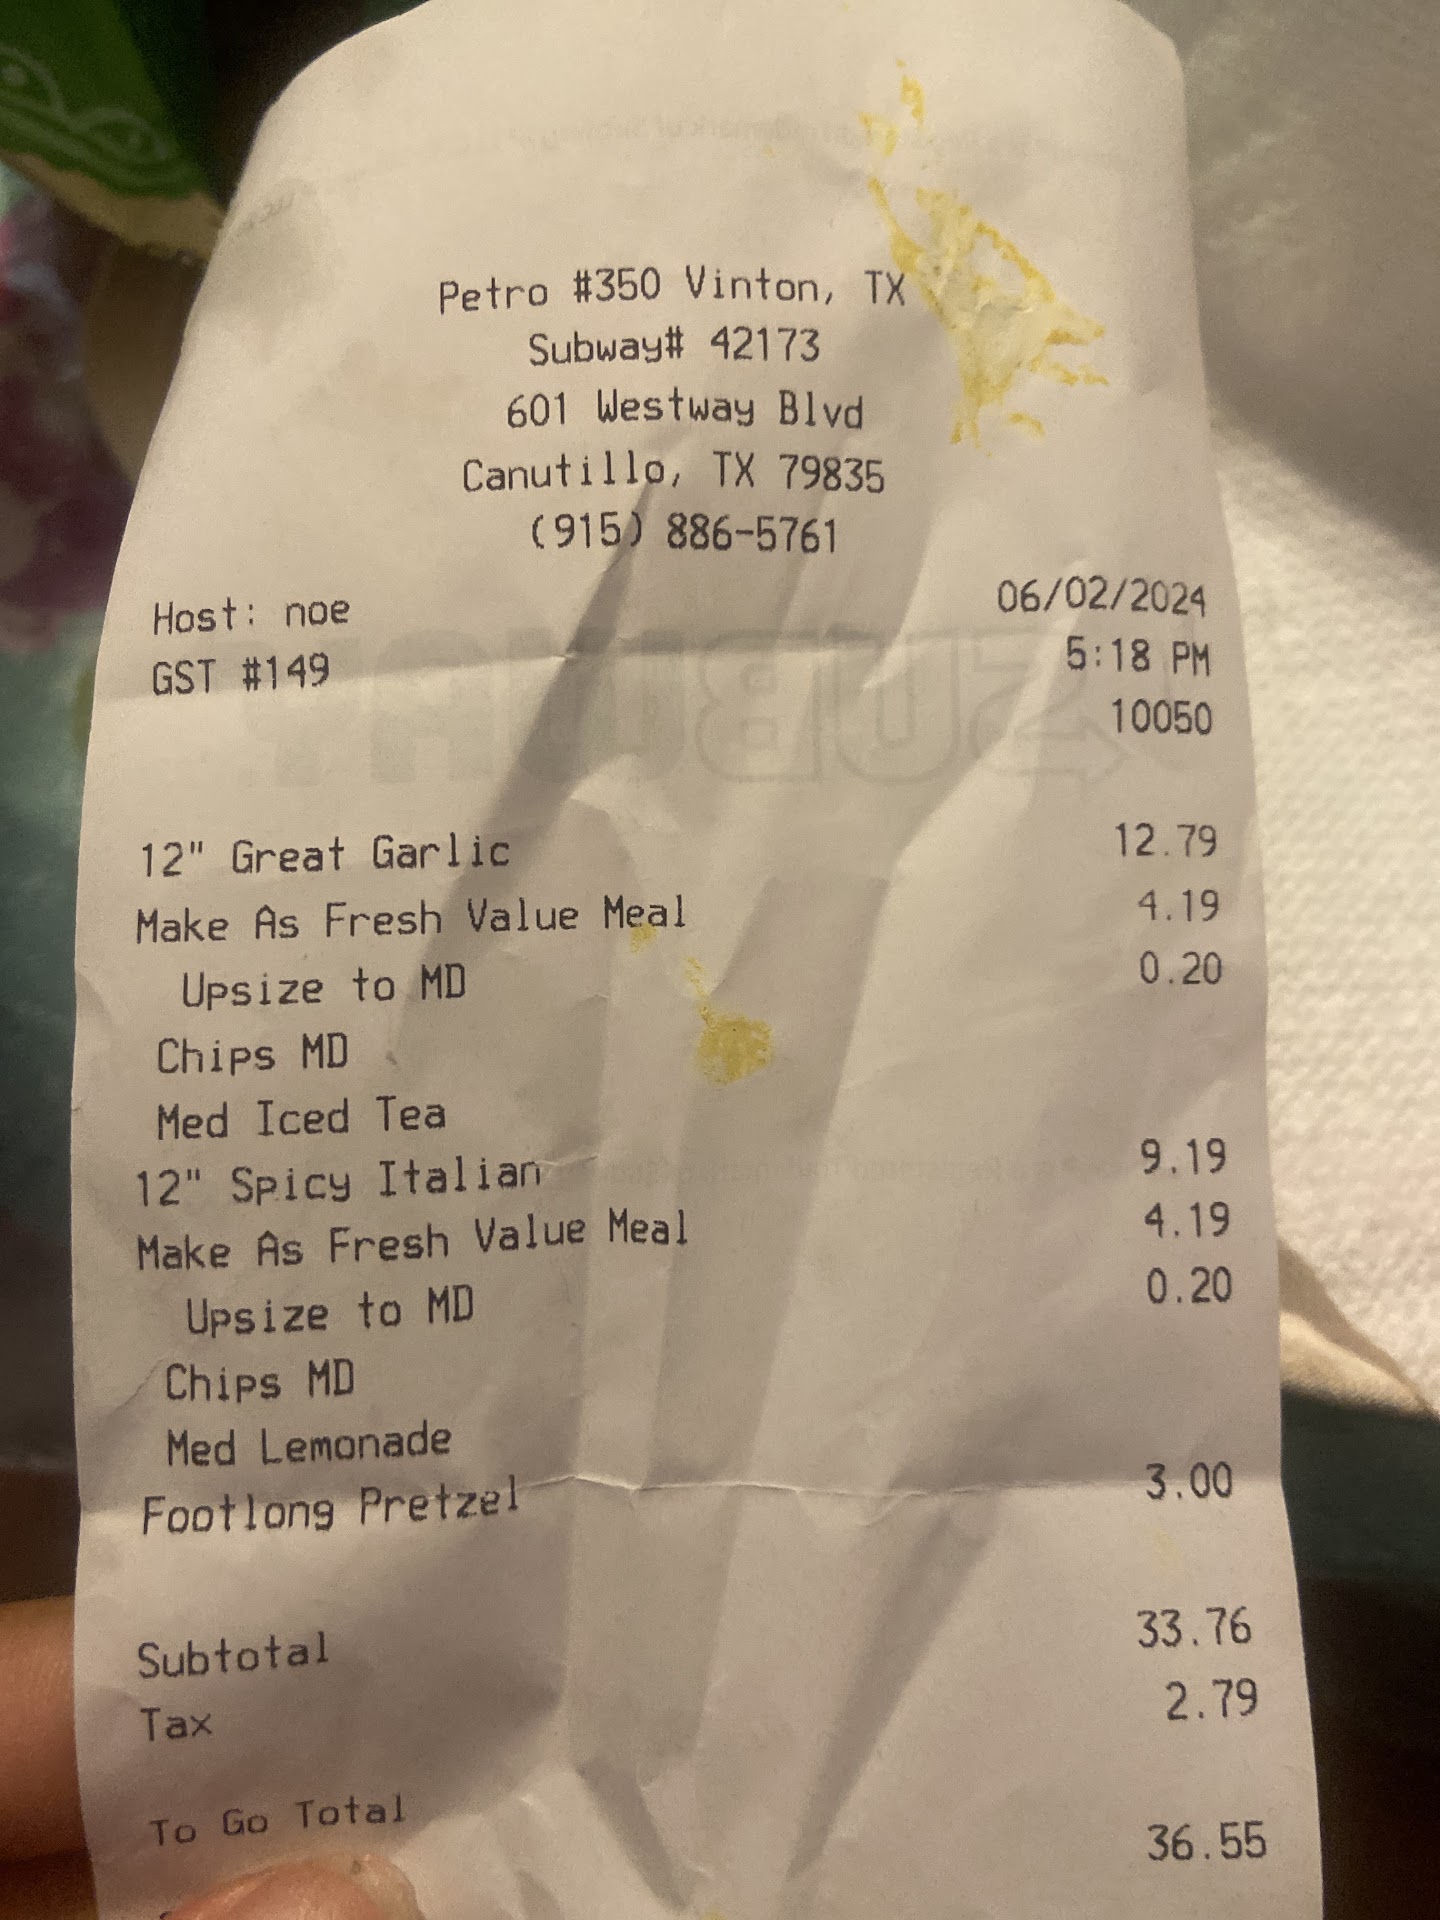 Petro #350 Vinton, TX
Subway# 42173
601 Westway Blvd
Canutillo, TX 79835
(915) 886-5761
Host: noe 06/02/2024
GST #149 5:18 PM
10050
12" Great Garlic 12.79
Make As Fresh Value Meal 4.19
Upsize to MD 0.20
Chips MD
Med Iced Tea
12" Spicy Italian 9.19
Make As Fresh Value Meal 4.19
Upsize to MD 0.20
Chips MD
Med Lemonade
Footlong Pretzel 3.00
Subtotal 33.76
Tax 2.79
To Go Total 36.55